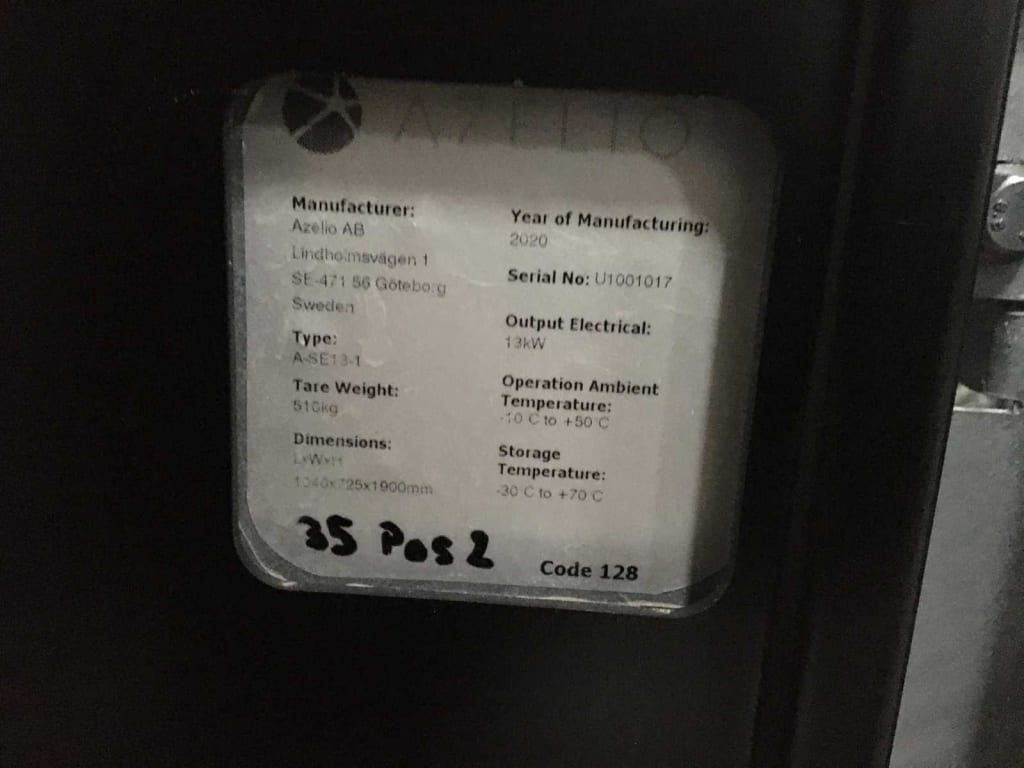 AZELIO
Manufacturer:
Azelio AB
Lindholmsvägen 1
SE-471 56 Göteborg
Sweden
Type:
A-SE13-1
Tare Weight:
510kg
Dimensions:
LxWxH
1340x725x1900mm
Year of Manufacturing:
2020
Serial No: U1001017
Output Electrical:
13kW
Operation Ambient
Temperature:
-10 C to +50 C
Storage
Temperature:
-30 C to +70 C
35 Pos 2
Code 128